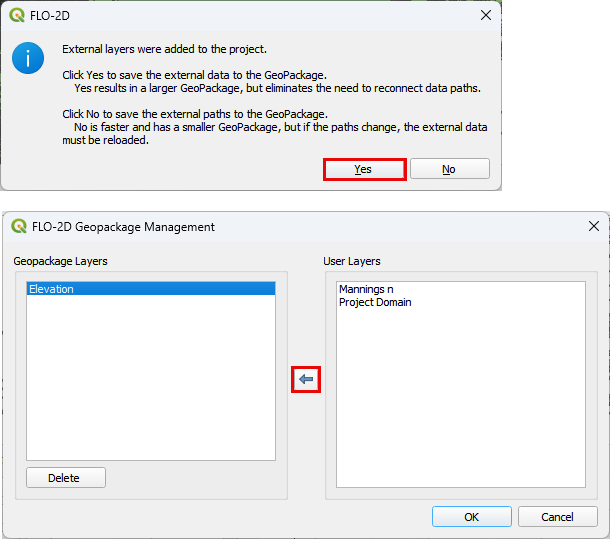 FLO-2D
External layers were added to the project.
Click Yes to save the external data to the GeoPackage.
Yes results in a larger GeoPackage, but eliminates the need to reconnect data paths.
Click No to save the external paths to the GeoPackage.
No is faster and has a smaller GeoPackage, but if the paths change, the external data
must be reloaded.
Yes
No
FLO-2D Geopackage Management
Geopackage Layers
User Layers
Elevation
Mannings n
Project Domain
Delete
OK
Cancel